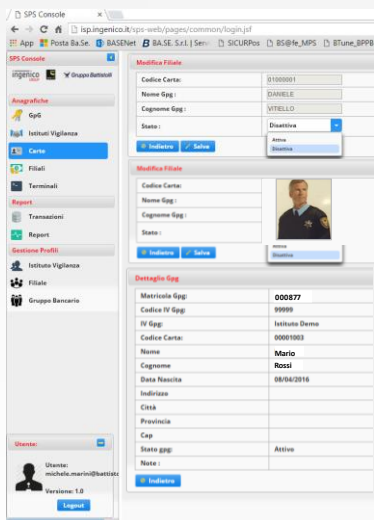 SPS Console
isp.ingenico.it/sps-web/pages/common/login.jsf
App Posta Ba.Se. BASENet BA.SE. S.r.l. | Serv SICURPos BS@fe_MPS BTune_BPPB
SPS Console
ingenico GROUP Gruppo Battistolli
Anagrafiche
GpG
Istituti Vigilanza
Carte
Filiali
Terminali
Report
Transazioni
Report
Gestione Profili
Istituto Vigilanza
Filiale
Gruppo Bancario
Utente:
Utente:
michele.marini@battisto
Versione: 1.0
Logout
Modifica Filiale
Codice Carta: 01000001
Nome Gpg : DANIELE
Cognome Gpg : VITIELLO
Stato : Disattiva
Attiva
Disattiva
Indietro Salva
Modifica Filiale
Codice Carta:
Nome Gpg :
Cognome Gpg :
Stato :
Attiva
Disattiva
Indietro Salva
Dettaglio Gpg
Matricola Gpg: 000877
Codice IV Gpg: 99999
IV Gpg: Istituto Demo
Codice Carta: 00001003
Nome Mario
Cognome Rossi
Data Nascita 08/04/2016
Indirizzo
Città
Provincia
Cap
Stato gpg: Attivo
Note :
Indietro